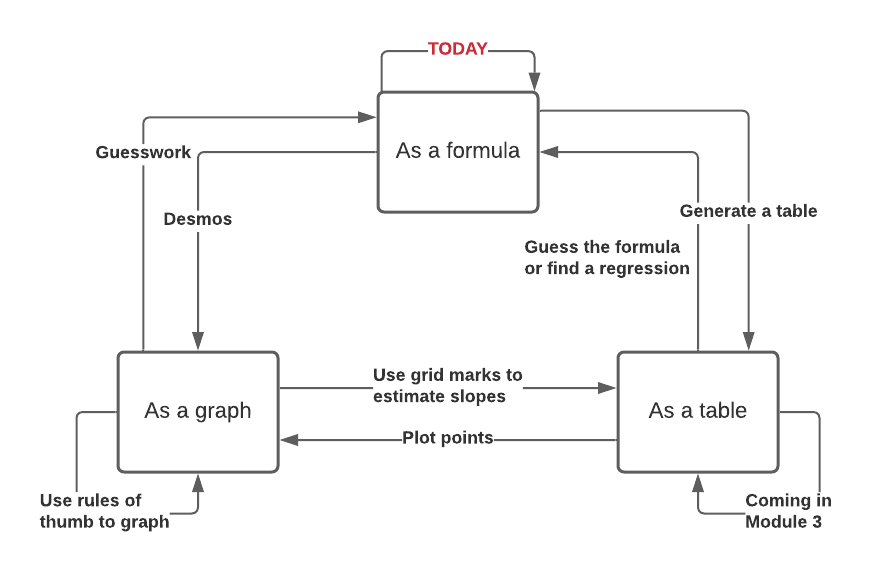 TODAY
As a formula
Guesswork
Desmos
Generate a table
Guess the formula
or find a regression
Use grid marks to
estimate slopes
As a graph
As a table
Plot points
Use rules of
thumb to graph
Coming in
Module 3